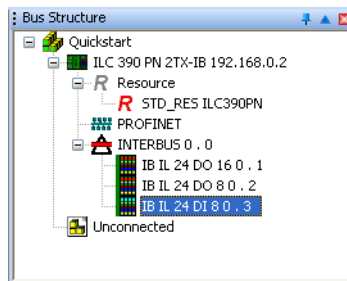 Bus Structure
Quickstart
ILC 390 PN 2TX-IB 192.168.0.2
R Resource
R STD_RES ILC390PN
PROFINET
INTERBUS 0 . 0
IB IL 24 DO 16 0 . 1
IB IL 24 DO 8 0 . 2
IB IL 24 DI 8 0 . 3
Unconnected